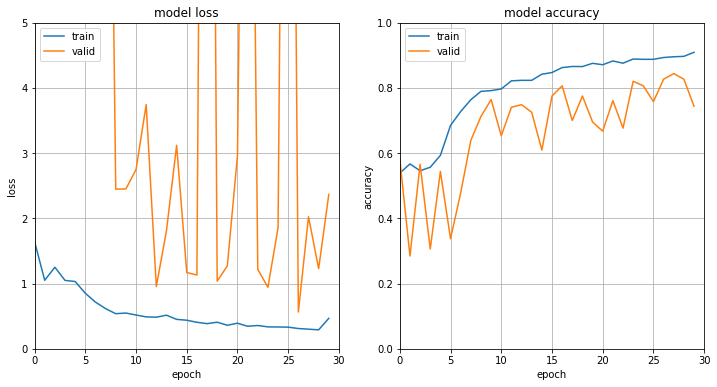 model loss
train
valid
5
4
3
2
1
0
loss
0 5 10 15 20 25 30
epoch
model accuracy
train
valid
1.0
0.8
0.6
0.4
0.2
0.0
accuracy
0 5 10 15 20 25 30
epoch